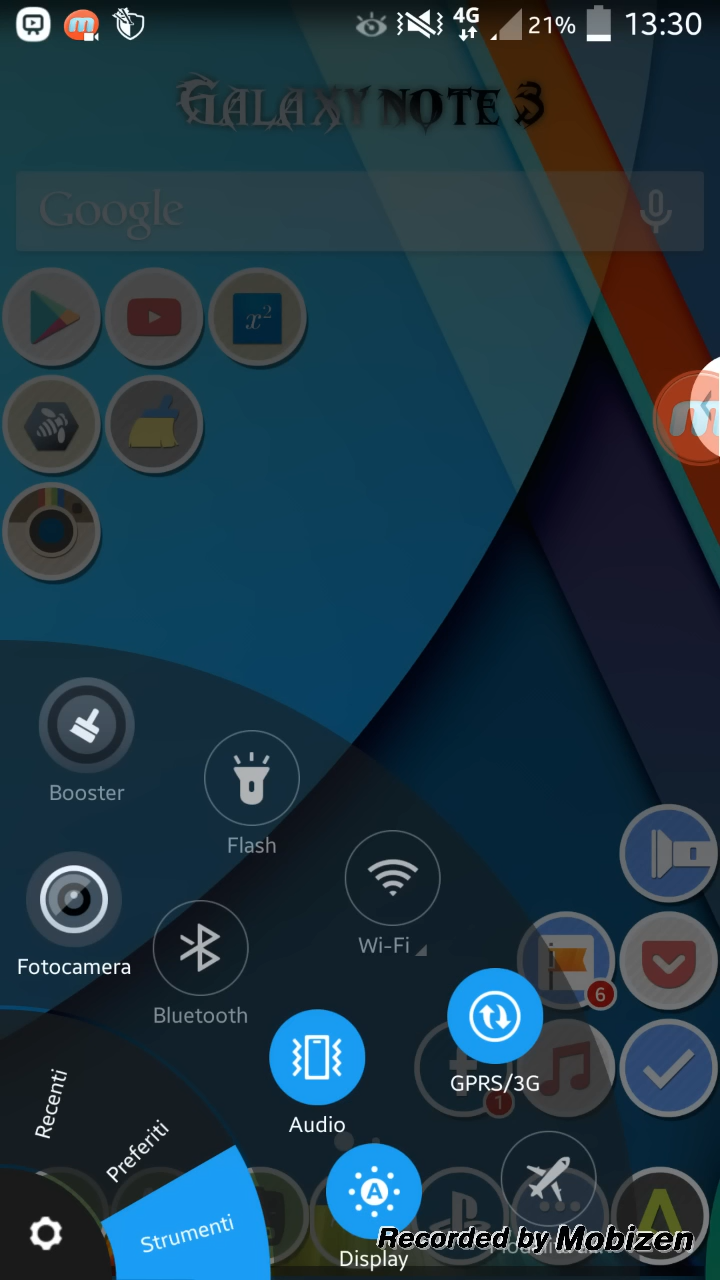 4G 21% 13:30
GALAXY NOTE 3
Google
x²
Booster
Flash
Wi-Fi
Fotocamera
Bluetooth
6
GPRS/3G
1
Audio
Recenti
Preferiti
Strumenti
Display
Recorded by Mobizen